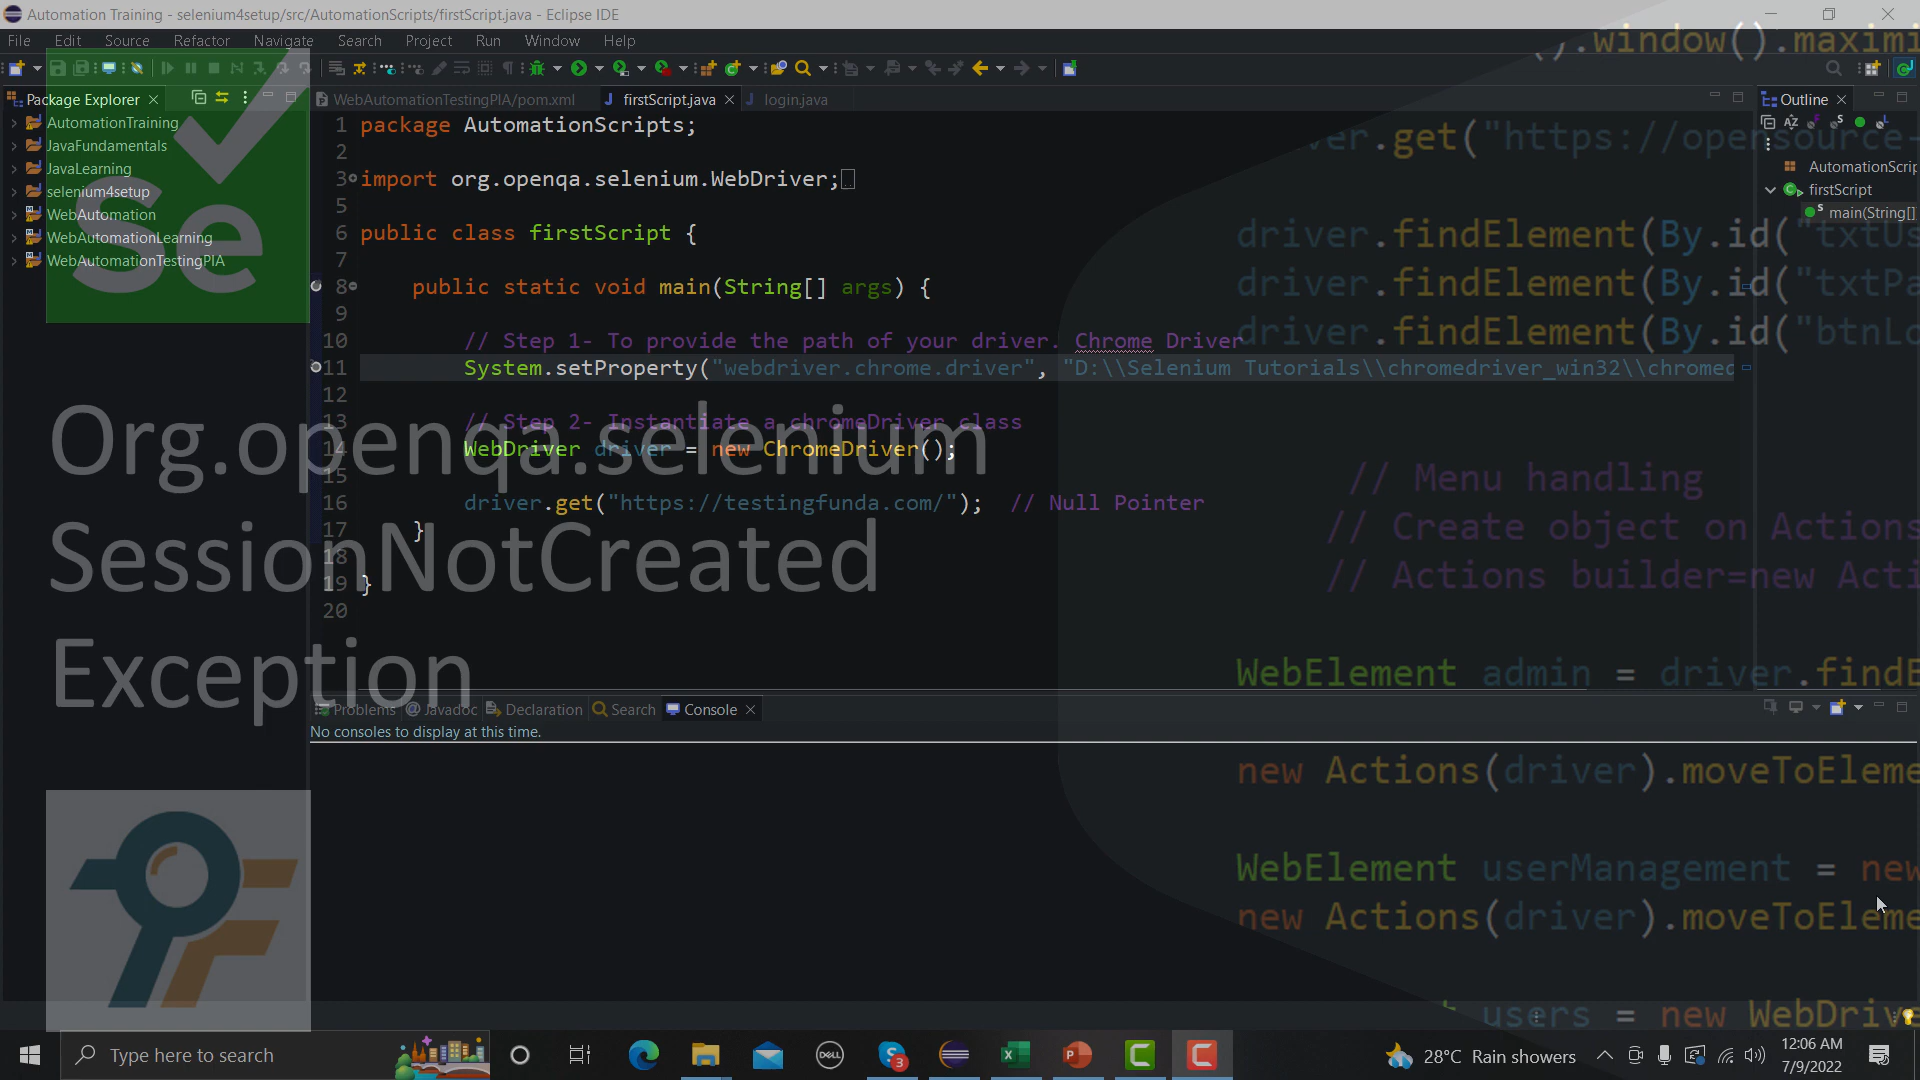 Automation Training - selenium4setup/src/AutomationScripts/firstScript.java - Eclipse IDE
File Edit Source Refactor Navigate Search Project Run Window Help
.window().maximi
Package Explorer
WebAutomationTestingPIA/pom.xml firstScript.java login.java
Outline
AutomationTraining
JavaFundamentals
JavaLearning
selenium4setup
WebAutomation
WebAutomationLearning
WebAutomationTestingPIA
Se
1 package AutomationScripts;
2
3 import org.openqa.selenium.WebDriver;
5
6 public class firstScript {
7
8 public static void main(String[] args) {
9
10 // Step 1- To provide the path of your driver. Chrome Driver
11 System.setProperty("webdriver.chrome.driver", "D:\\Selenium Tutorials\\chromedriver_win32\\chromed
12
13 // Step 2- Instantiate a chromeDriver class
14 WebDriver driver = new ChromeDriver();
15
16 driver.get("https://testingfunda.com/"); // Null Pointer
17 }
18
19 }
20
AutomationScrip
firstScript
main(String[]
.get("https://opensource-
driver.findElement(By.id("txtUs
driver.findElement(By.id("txtPa
driver.findElement(By.id("btnLo
// Menu handling
// Create object on Actions
// Actions builder=new Acti
WebElement admin = driver.findE
new Actions(driver).moveToEleme
WebElement userManagement = new
new Actions(driver).moveToEleme
users = new WebDrive
Org.openqa.selenium
SessionNotCreated
Exception
Problems Javadoc Declaration Search Console
No consoles to display at this time.
Type here to search
DELL
3
28°C Rain showers
12:06 AM
7/9/2022